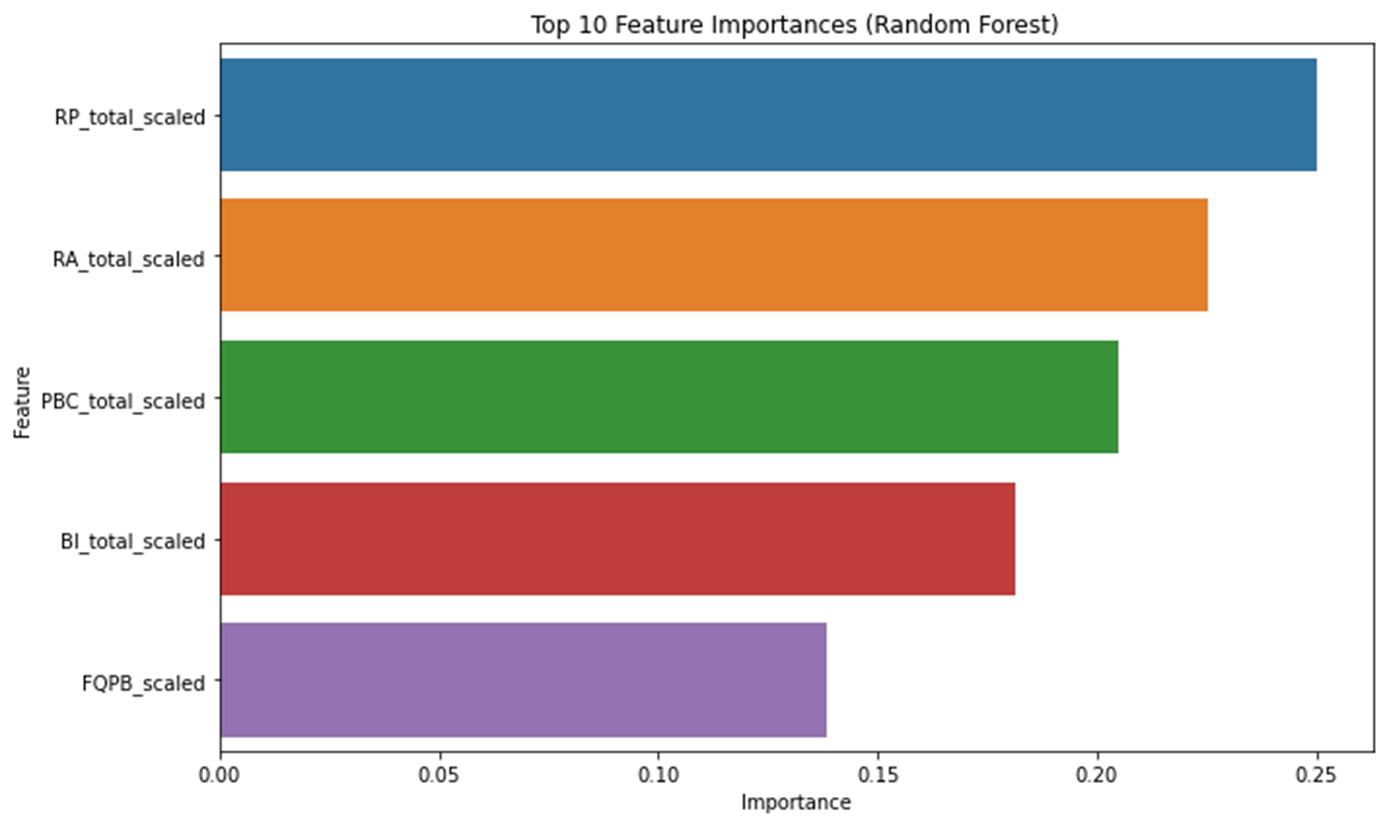 Top 10 Feature Importances (Random Forest)
RP_total_scaled
RA_total_scaled
PBC_total_scaled
BI_total_scaled
FQPB_scaled
Feature
0.00 0.05 0.10 0.15 0.20 0.25
Importance